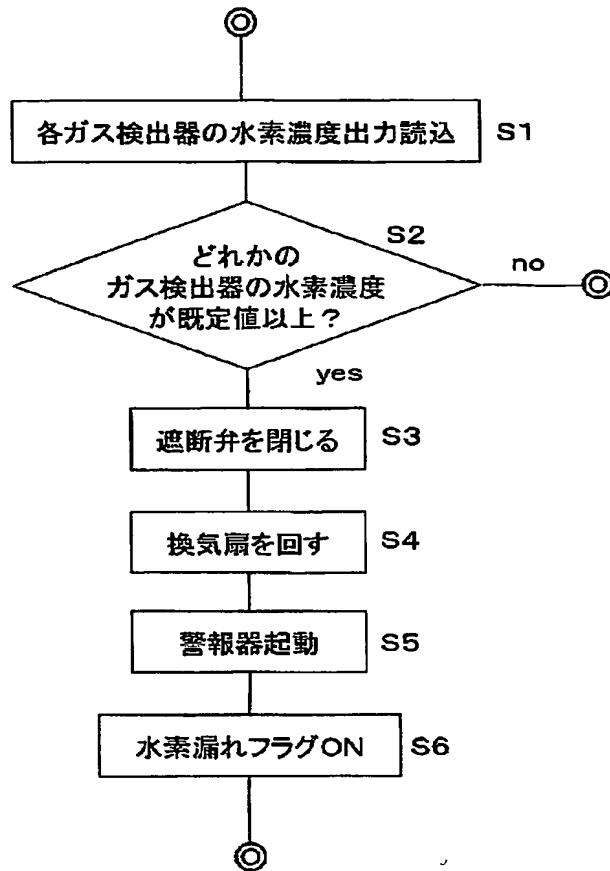 各ガス検出器の水素濃度出力読込 S1
S2
どれかの
ガス検出器の水素濃度
が既定値以上？
no
yes
遮断弁を閉じる S3
換気扇を回す S4
警報器起動 S5
水素漏れフラグON S6